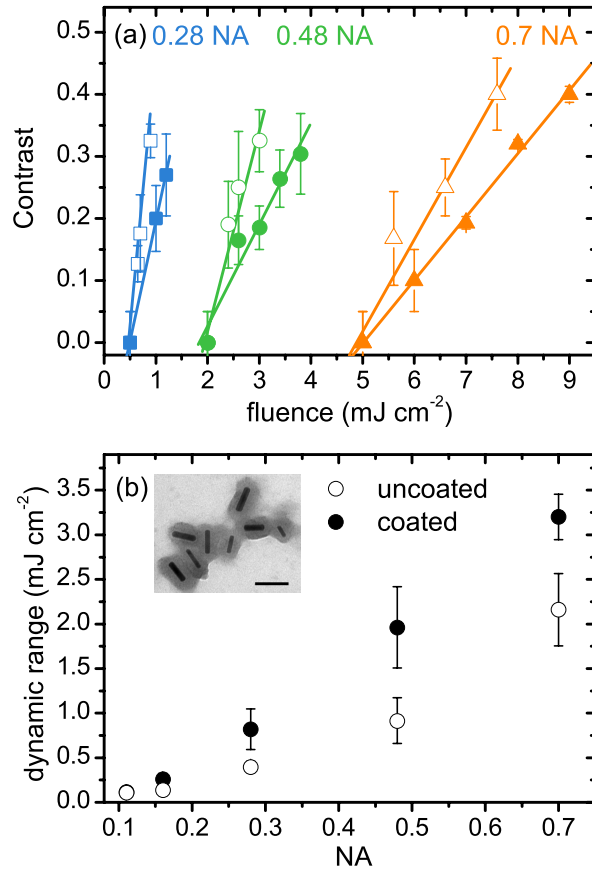 (a) 0.28 NA 0.48 NA 0.7 NA
0.5
0.4
0.3
0.2
0.1
0.0
Contrast
0 1 2 3 4 5 6 7 8 9
fluence (mJ cm⁻²)
(b)
uncoated
coated
3.5
3.0
2.5
2.0
1.5
1.0
0.5
0.0
dynamic range (mJ cm⁻²)
0.1 0.2 0.3 0.4 0.5 0.6 0.7
NA